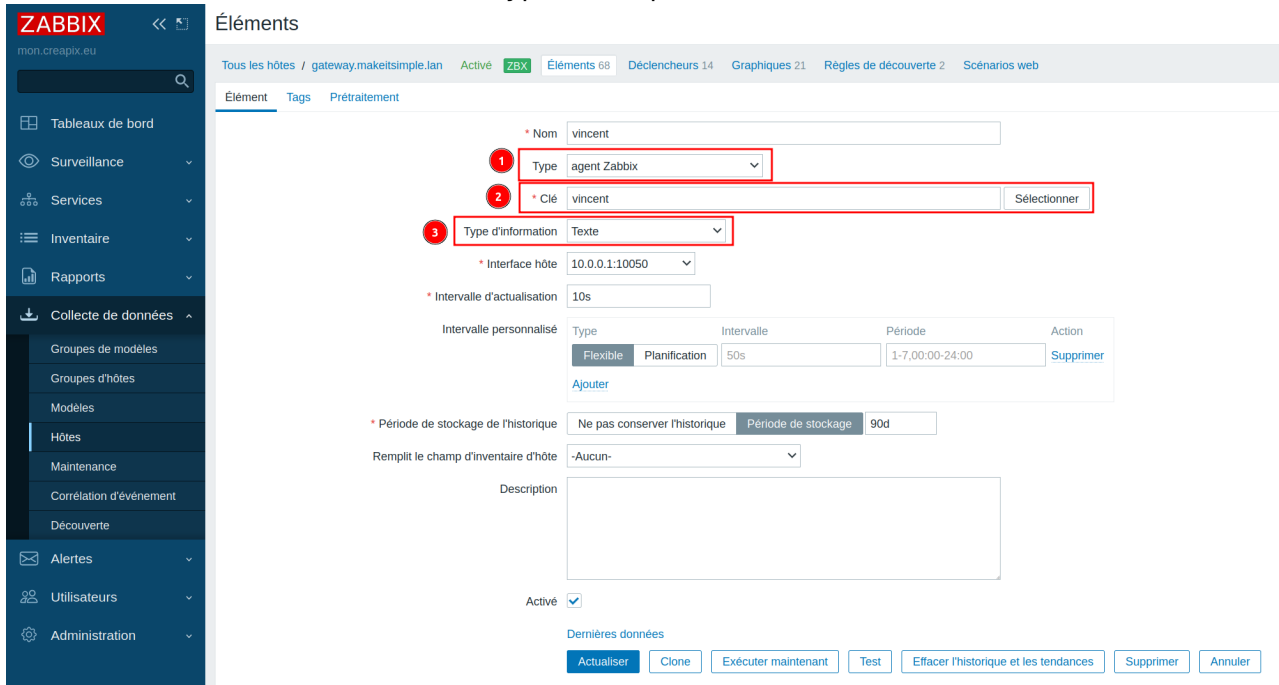 ZABBIX
mon.creapix.eu
Tableaux de bord
Surveillance
Services
Inventaire
Rapports
Collecte de données
Groupes de modèles
Groupes d'hôtes
Modèles
Hôtes
Maintenance
Corrélation d'événement
Découverte
Alertes
Utilisateurs
Administration
Éléments
Tous les hôtes / gateway.makeitsimple.lan Activé ZBX Éléments 68 Déclencheurs 14 Graphiques 21 Règles de découverte 2 Scénarios web
Élément Tags Prétraitement
* Nom vincent
1 Type agent Zabbix
2 * Clé vincent Sélectionner
3 Type d'information Texte
* Interface hôte 10.0.0.1:10050
* Intervalle d'actualisation 10s
Intervalle personnalisé Type Intervalle Période Action
Flexible Planification 50s 1-7,00:00-24:00 Supprimer
Ajouter
* Période de stockage de l'historique Ne pas conserver l'historique Période de stockage 90d
Remplit le champ d'inventaire d'hôte -Aucun-
Description
Activé
Dernières données
Actualiser Clone Exécuter maintenant Test Effacer l'historique et les tendances Supprimer Annuler